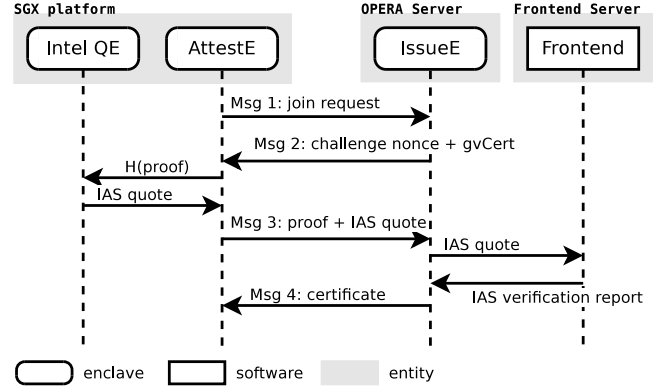 SGX platform
OPERA Server
Frontend Server
Intel QE
AttestE
IssueE
Frontend
Msg 1: join request
Msg 2: challenge nonce + gvCert
H(proof)
IAS quote
Msg 3: proof + IAS quote
IAS quote
IAS verification report
Msg 4: certificate
enclave
software
entity